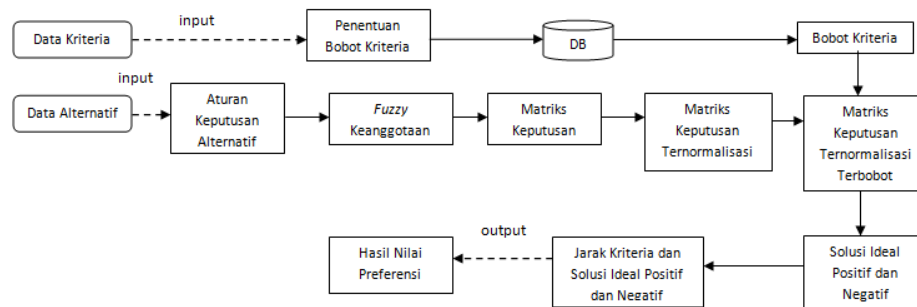 input
Data Kriteria
Penentuan
Bobot Kriteria
DB
Bobot Kriteria
input
Data Alternatif
Aturan
Keputusan
Alternatif
Fuzzy
Keanggotaan
Matriks
Keputusan
Matriks
Keputusan
Ternormalisasi
Matriks
Keputusan
Ternormalisasi
Terbobot
output
Hasil Nilai
Preferensi
Jarak Kriteria dan
Solusi Ideal Positif
dan Negatif
Solusi Ideal
Positif dan
Negatif